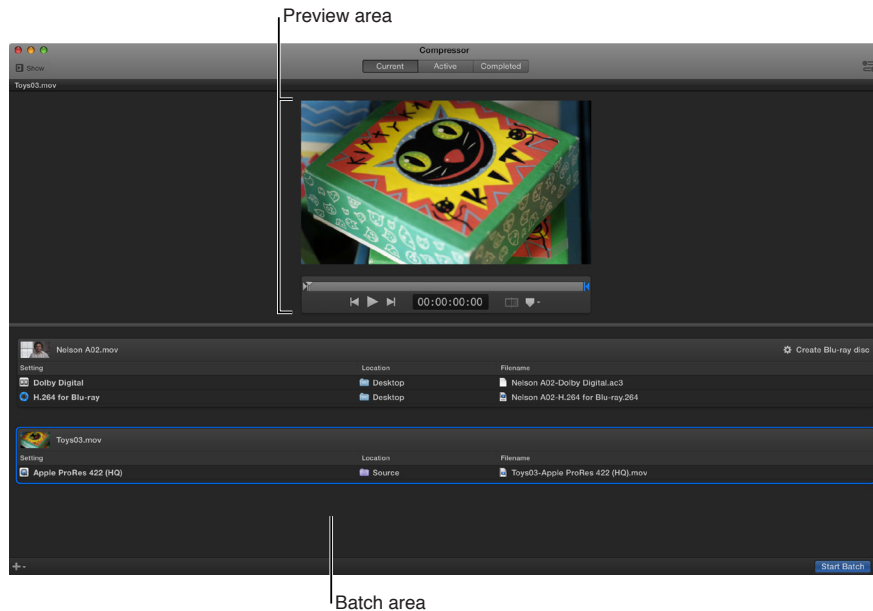 Preview area
Compressor
Show
Current Active Completed
Toys03.mov
KITTYKAT
KIT
00:00:00:00
Nelson A02.mov Create Blu-ray disc
Setting Location Filename
Dolby Digital Desktop Nelson A02-Dolby Digital.ac3
H.264 for Blu-ray Desktop Nelson A02-H.264 for Blu-ray.264
Toys03.mov
Setting Location Filename
Apple ProRes 422 (HQ) Source Toys03-Apple ProRes 422 (HQ).mov
Start Batch
Batch area